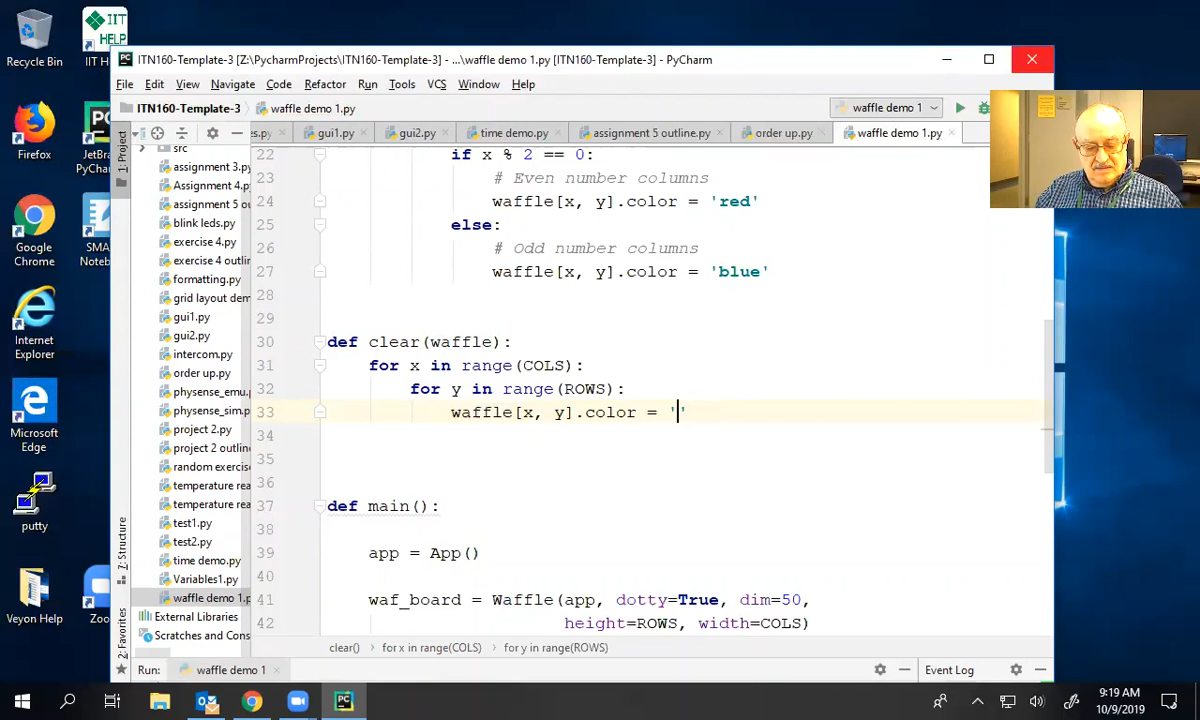 Recycle Bin
IIT
HELP
IIT H
Firefox
JetBra
PyChar
Google
Chrome
SMA
Noteb
Internet
Explorer
Microsoft
Edge
putty
Veyon Help
Zoo
ITN160-Template-3 [Z:\PycharmProjects\ITN160-Template-3] - ...\waffle demo 1.py [ITN160-Template-3] - PyCharm
File Edit View Navigate Code Refactor Run Tools VCS Window Help
ITN160-Template-3 waffle demo 1.py
waffle demo 1
es.py gui1.py gui2.py time demo.py assignment 5 outline.py order up.py waffle demo 1.py
1: Project
7: Structure
2: Favorites
src
assignment 3.py
Assignment 4.py
assignment 5 ou
blink leds.py
exercise 4.py
exercise 4 outlin
formatting.py
grid layout dem
gui1.py
gui2.py
intercom.py
order up.py
physense_emu.p
physense_sim.p
project 2.py
project 2 outline
random exercise
temperature rea
temperature rea
test1.py
test2.py
time demo.py
Variables1.py
waffle demo 1.p
External Libraries
Scratches and Cons
22 if x % 2 == 0:
23 # Even number columns
24 waffle[x, y].color = 'red'
25 else:
26 # Odd number columns
27 waffle[x, y].color = 'blue'
28
29
30 def clear(waffle):
31 for x in range(COLS):
32 for y in range(ROWS):
33 waffle[x, y].color = ''
34
35
36
37 def main():
38
39 app = App()
40
41 waf_board = Waffle(app, dotty=True, dim=50,
42 height=ROWS, width=COLS)
clear() for x in range(COLS) for y in range(ROWS)
Run: waffle demo 1 Event Log
9:19 AM
10/9/2019